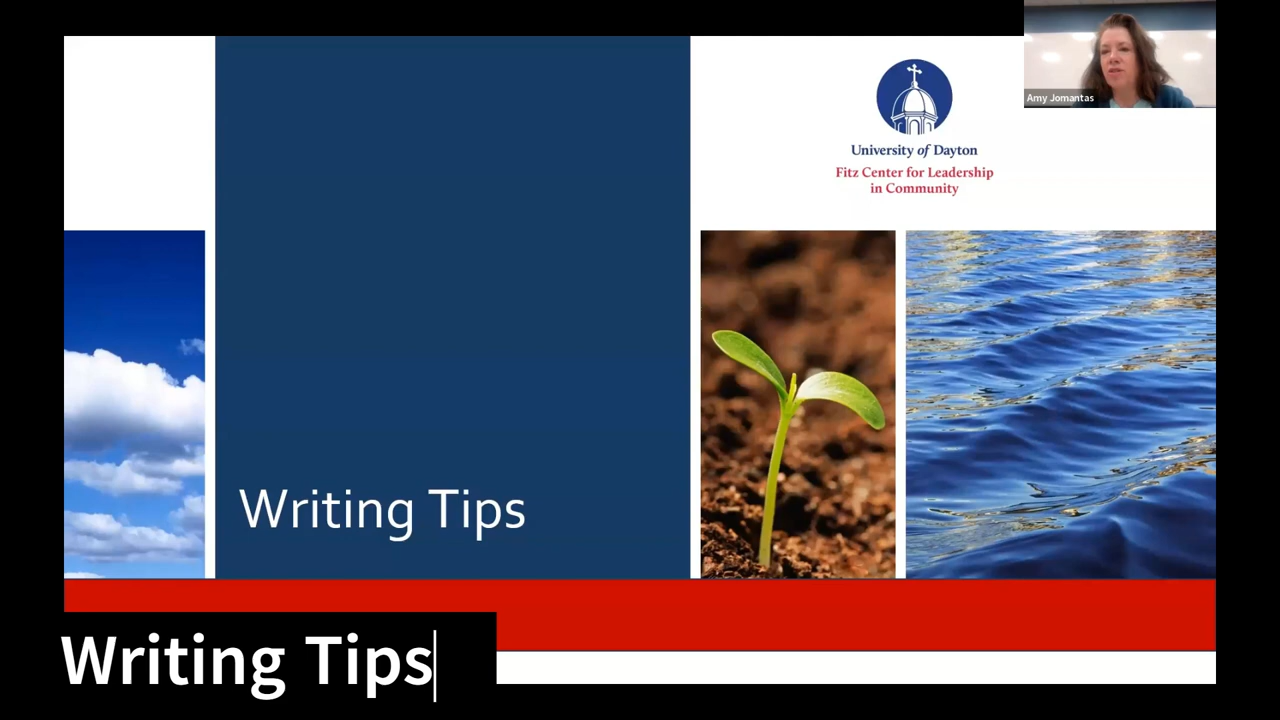 University of Dayton
Fitz Center for Leadership
in Community
Amy Jomantas
Writing Tips
Writing Tips